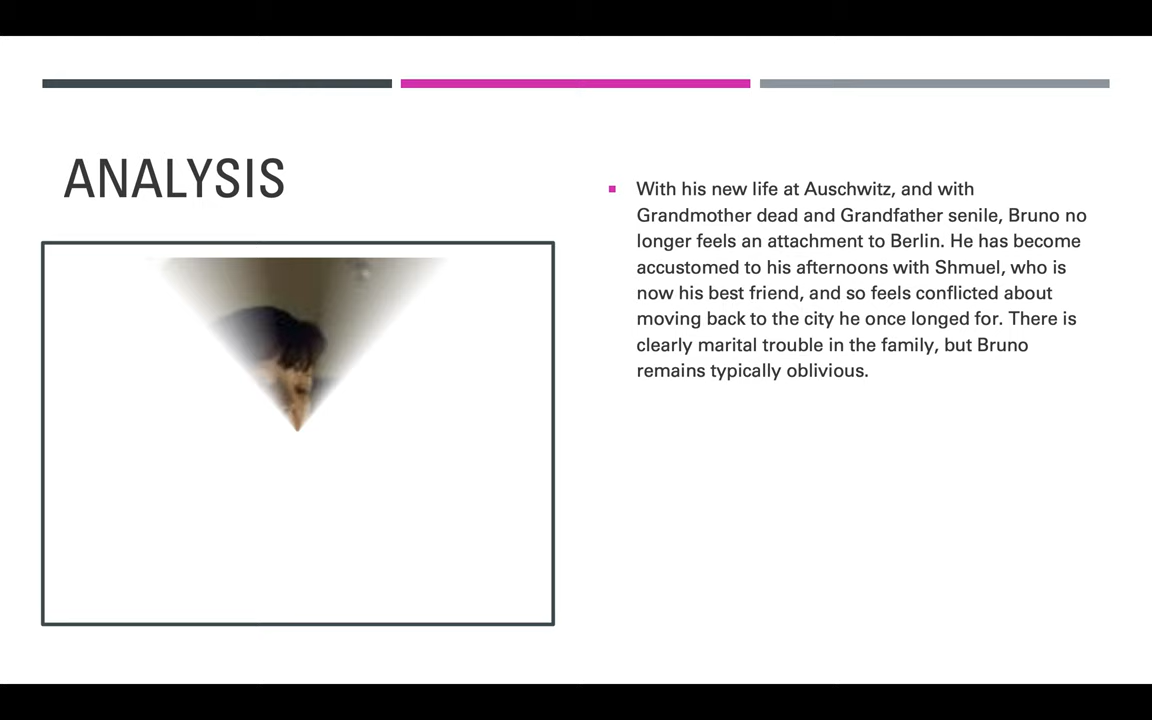 ANALYSIS
With his new life at Auschwitz, and with
Grandmother dead and Grandfather senile, Bruno no
longer feels an attachment to Berlin. He has become
accustomed to his afternoons with Shmuel, who is
now his best friend, and so feels conflicted about
moving back to the city he once longed for. There is
clearly marital trouble in the family, but Bruno
remains typically oblivious.